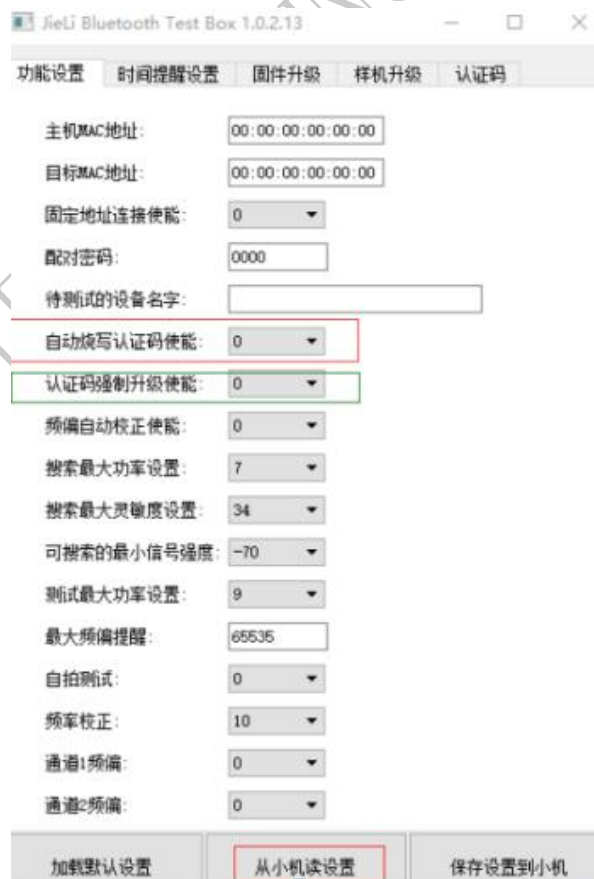 JieLi Bluetooth Test Box 1.0.2.13
功能设置 时间提醒设置 固件升级 样机升级 认证码
主机MAC地址: 00:00:00:00:00:00
目标MAC地址: 00:00:00:00:00:00
固定地址连接使能: 0
配对密码: 0000
待测试的设备名字:
自动烧写认证码使能: 0
认证码强制升级使能: 0
频偏自动校正使能: 0
搜索最大功率设置: 7
搜索最大灵敏度设置: 34
可搜索的最小信号强度: -70
测试最大功率设置: 9
最大频偏提醒: 65535
自拍测试: 0
频率校正: 10
通道1频偏: 0
通道2频偏: 0
加载默认设置 从小机读设置 保存设置到小机